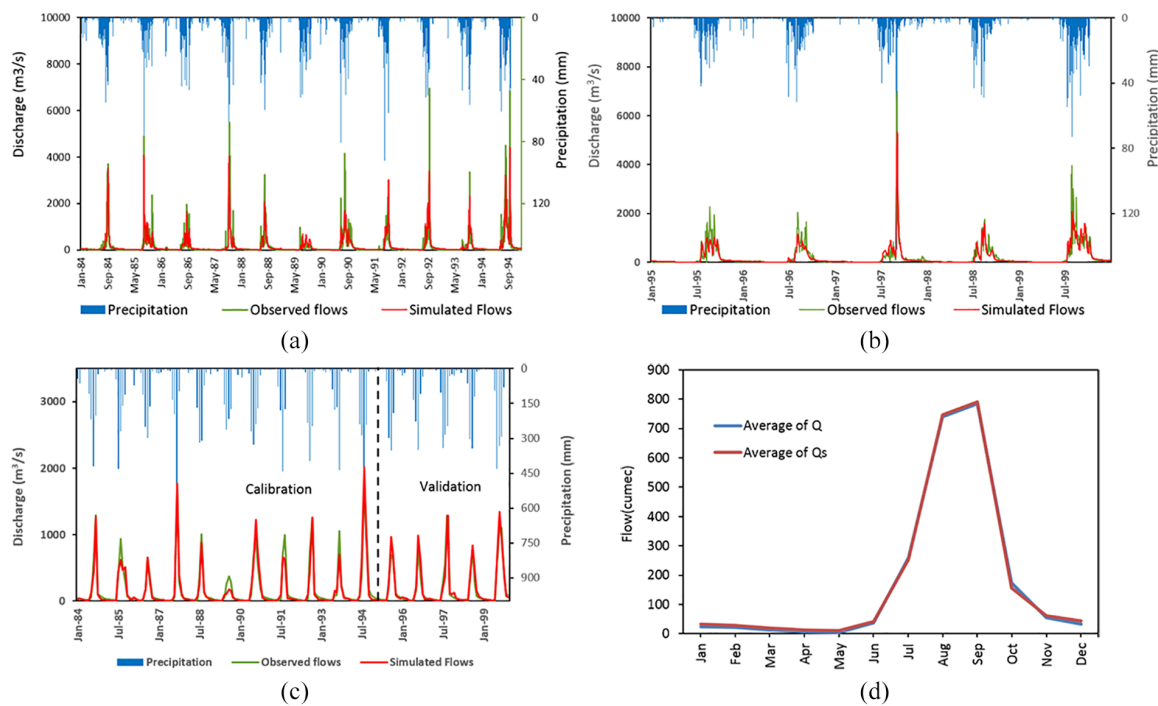 10000
8000
6000
4000
2000
0
Discharge (m3/s)
0
40
80
120
Precipitation (mm)
Jan-84
Sep-84
May-85
Jan-86
Sep-86
May-87
Jan-88
Sep-88
May-89
Jan-90
Sep-90
May-91
Jan-92
Sep-92
May-93
Jan-94
Sep-94
Precipitation Observed flows Simulated Flows
(a)
10000
8000
6000
4000
2000
0
Discharge (m³/s)
0
40
80
120
Precipitation (mm)
Jan-95
Jul-95
Jan-96
Jul-96
Jan-97
Jul-97
Jan-98
Jul-98
Jan-99
Jul-99
Precipitation Observed flows Simulated Flows
(b)
3000
2000
1000
0
Discharge (m³/s)
0
150
300
450
600
750
900
Precipitation (mm)
Calibration Validation
Jan-84
Jul-85
Jan-87
Jul-88
Jan-90
Jul-91
Jan-93
Jul-94
Jan-96
Jul-97
Jan-99
Precipitation Observed flows Simulated Flows
(c)
900
800
700
600
500
400
300
200
100
0
Flow(cumec)
Average of Q
Average of Qs
Jan
Feb
Mar
Apr
May
Jun
Jul
Aug
Sep
Oct
Nov
Dec
(d)